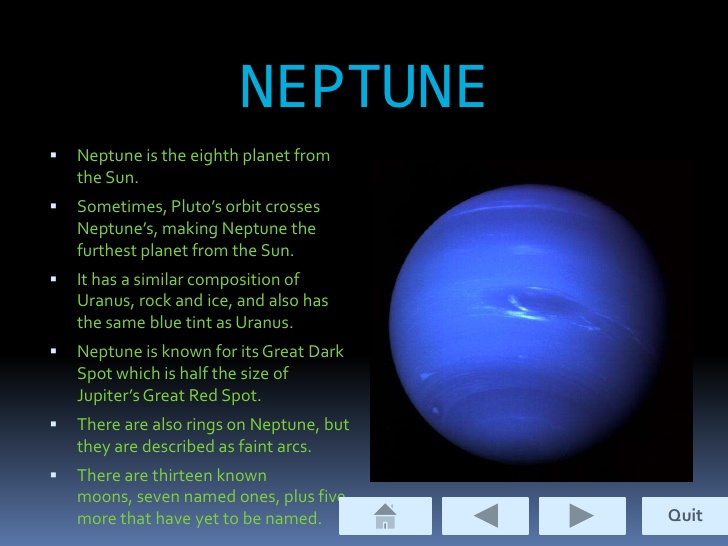 NEPTUNE
▪ Neptune is the eighth planet from
the Sun.
▪ Sometimes, Pluto's orbit crosses
Neptune's, making Neptune the
furthest planet from the Sun.
▪ It has a similar composition of
Uranus, rock and ice, and also has
the same blue tint as Uranus.
▪ Neptune is known for its Great Dark
Spot which is half the size of
Jupiter's Great Red Spot.
▪ There are also rings on Neptune, but
they are described as faint arcs.
▪ There are thirteen known
moons, seven named ones, plus five
more that have yet to be named.
Quit